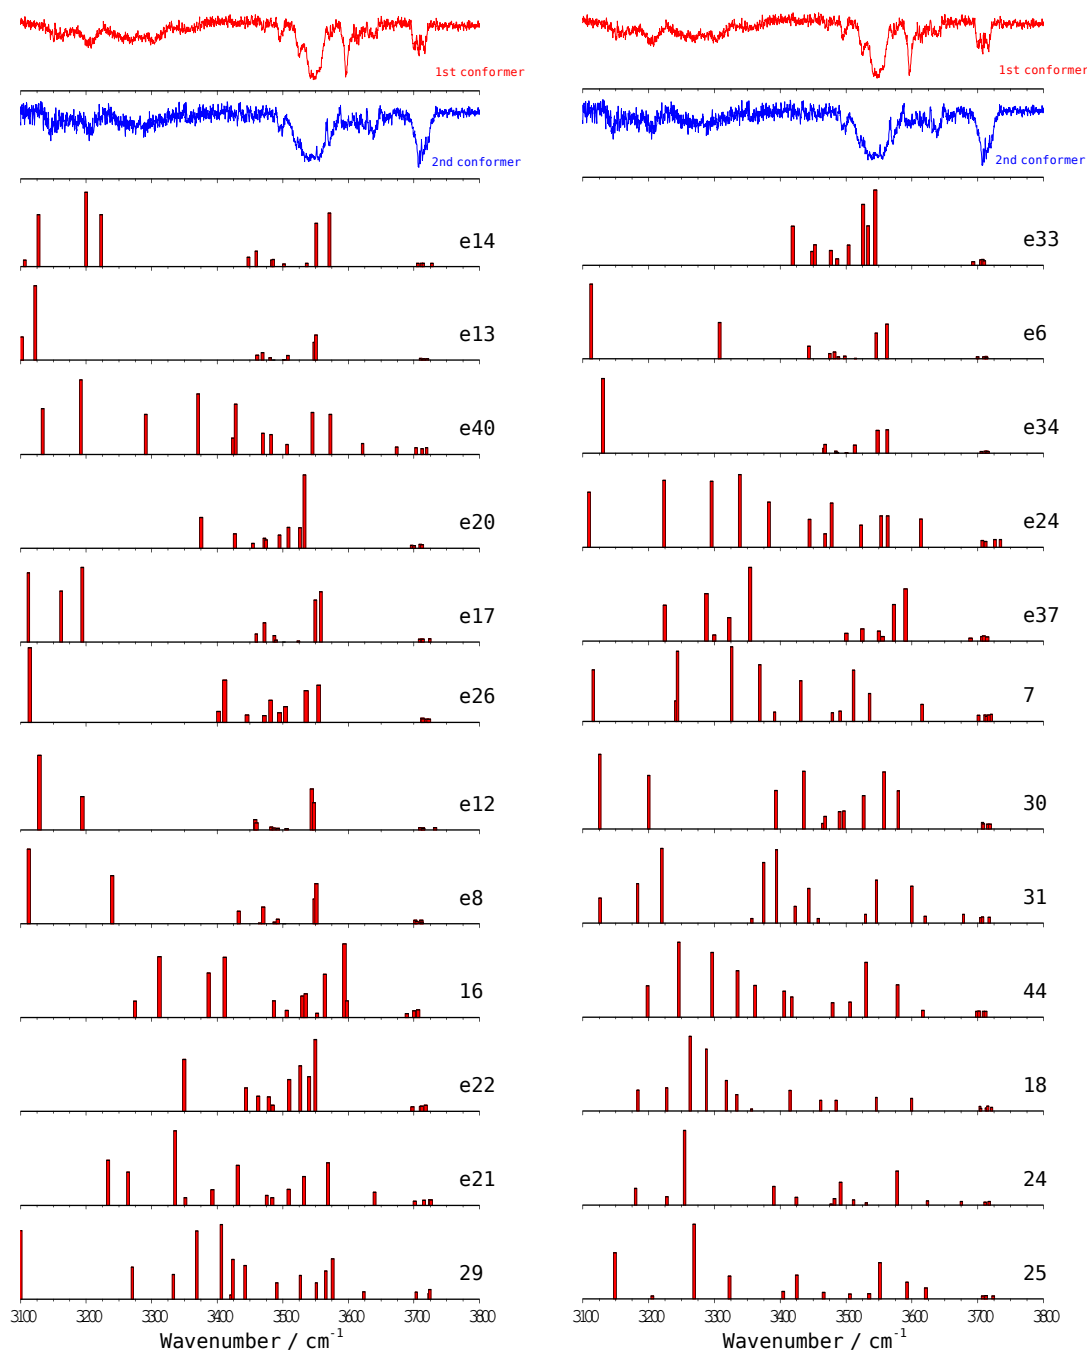 1st conformer
2nd conformer
e14
e13
e40
e20
e17
e26
e12
e8
16
e22
e21
29
3100 3200 3300 3400 3500 3600 3700 3800
Wavenumber / cm-1
1st conformer
2nd conformer
e33
e6
e34
e24
e37
7
30
31
44
18
24
25
3100 3200 3300 3400 3500 3600 3700 3800
Wavenumber / cm-1